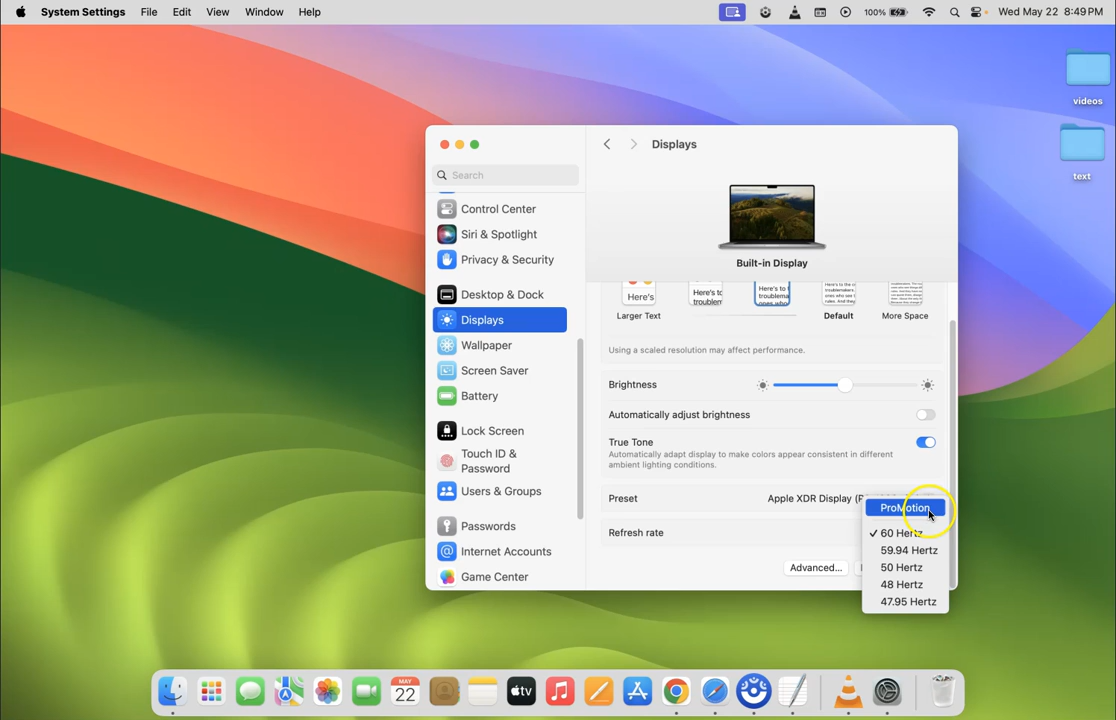 System Settings File Edit View Window Help 100% Wed May 22 8:49 PM
videos
text
Displays
Search
Control Center
Siri & Spotlight
Privacy & Security
Desktop & Dock
Displays
Wallpaper
Screen Saver
Battery
Lock Screen
Touch ID &
Password
Users & Groups
Passwords
Internet Accounts
Game Center
Built-in Display
Here's
Larger Text Default More Space
Using a scaled resolution may affect performance.
Brightness
Automatically adjust brightness
True Tone
Automatically adapt display to make colors appear consistent in different
ambient lighting conditions.
Preset Apple XDR Display
Refresh rate
ProMotion
60 Hertz
59.94 Hertz
50 Hertz
48 Hertz
47.95 Hertz
Advanced...
MAY
22
tv